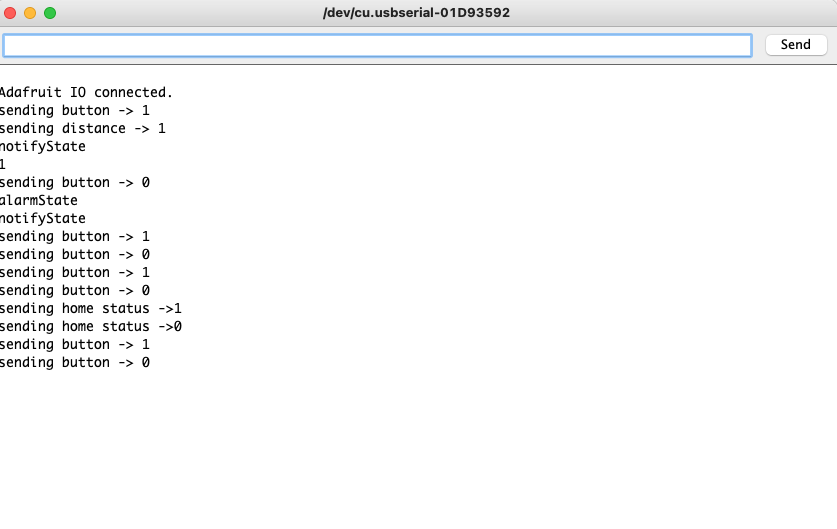 /dev/cu.usbserial-01D93592
Send
Adafruit IO connected.
sending button -> 1
sending distance -> 1
notifyState
1
sending button -> 0
alarmState
notifyState
sending button -> 1
sending button -> 0
sending button -> 1
sending button -> 0
sending home status ->1
sending home status ->0
sending button -> 1
sending button -> 0